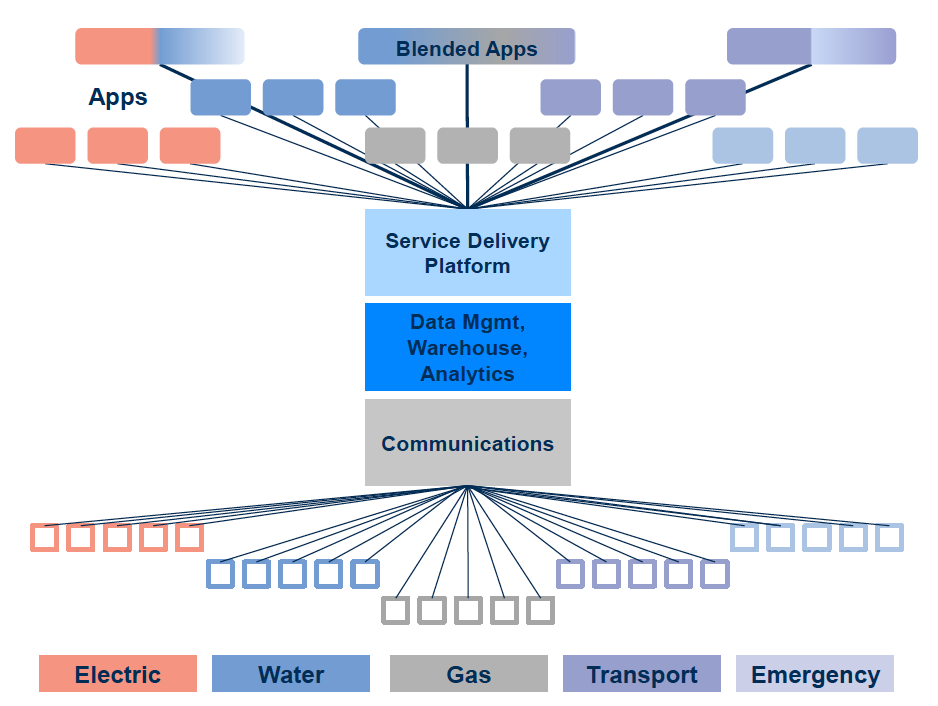 Blended Apps
Apps
Service Delivery
Platform
Data Mgmt,
Warehouse,
Analytics
Communications
Electric
Water
Gas
Transport
Emergency